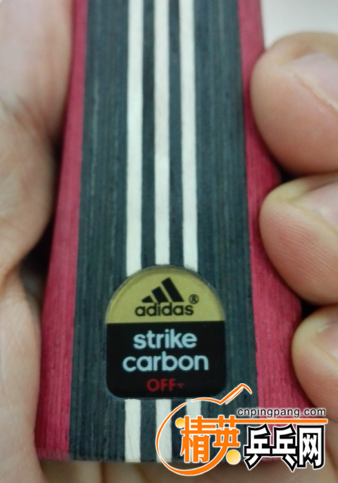 adidas®
strike
carbon
OFF+
cnpingpang.com
精英乒乓网